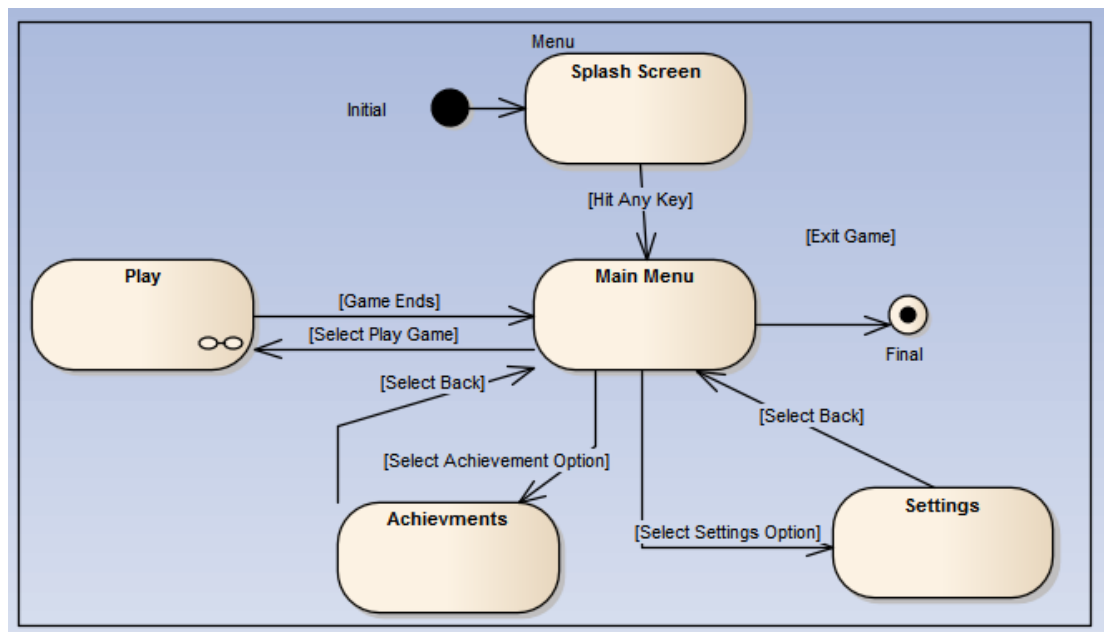 Menu
Splash Screen
Initial
[Hit Any Key]
[Exit Game]
Play
Main Menu
[Game Ends]
[Select Play Game]
Final
[Select Back]
[Select Back]
[Select Achievement Option]
Achievments
Settings
[Select Settings Option]